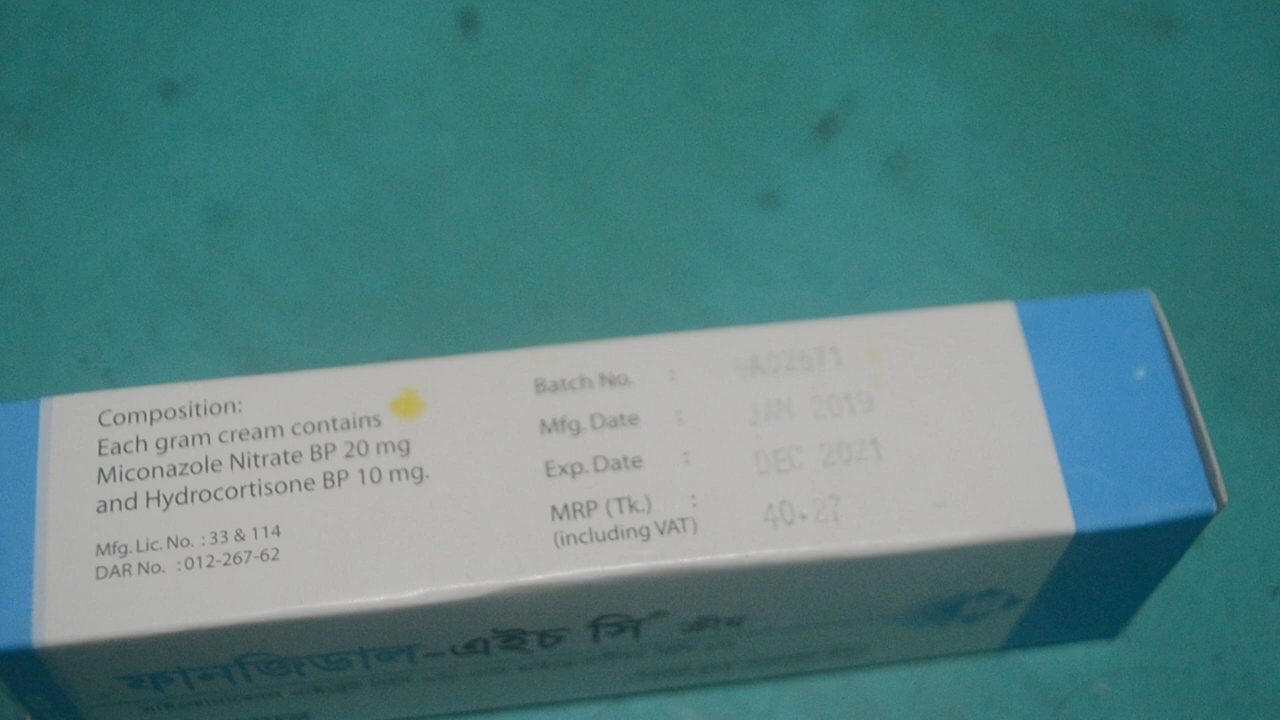 Composition:
Each gram cream contains
Miconazole Nitrate BP 20 mg
and Hydrocortisone BP 10 mg.
Mfg. Lic. No. : 33 & 114
DAR No. : 012-267-62
Batch No. :
Mfg. Date : JAN 2019
Exp. Date : DEC 2021
MRP (Tk.) : 40.27
(including VAT)
ফানজিডাল-এইচ সি ক্রীম